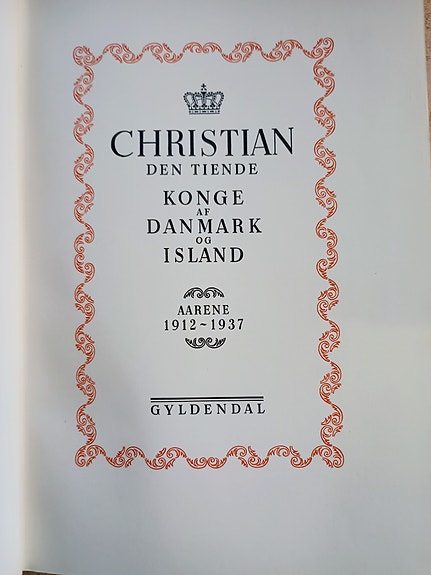 CHRISTIAN
DEN TIENDE
KONGE
AF
DANMARK
OG
ISLAND
AARENE
1912~1937
GYLDENDAL